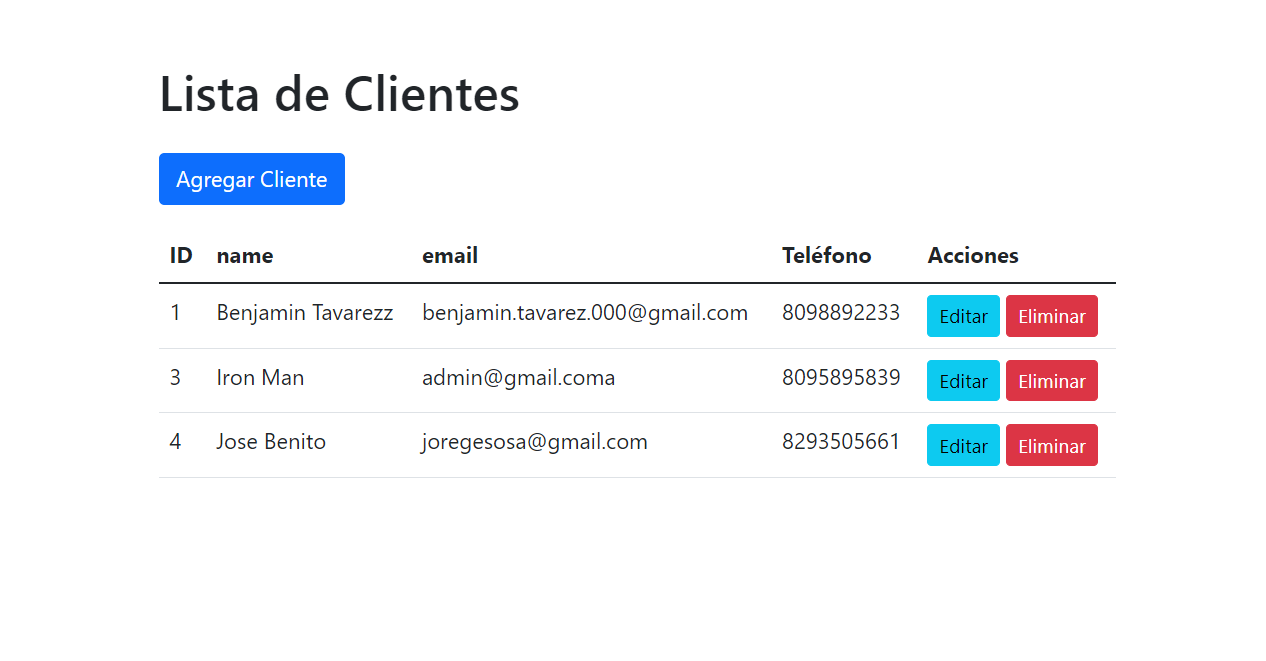 Lista de Clientes
Agregar Cliente
ID name email Teléfono Acciones
1 Benjamin Tavarezz benjamin.tavarez.000@gmail.com 8098892233 Editar Eliminar
3 Iron Man admin@gmail.coma 8095895839 Editar Eliminar
4 Jose Benito joregesosa@gmail.com 8293505661 Editar Eliminar